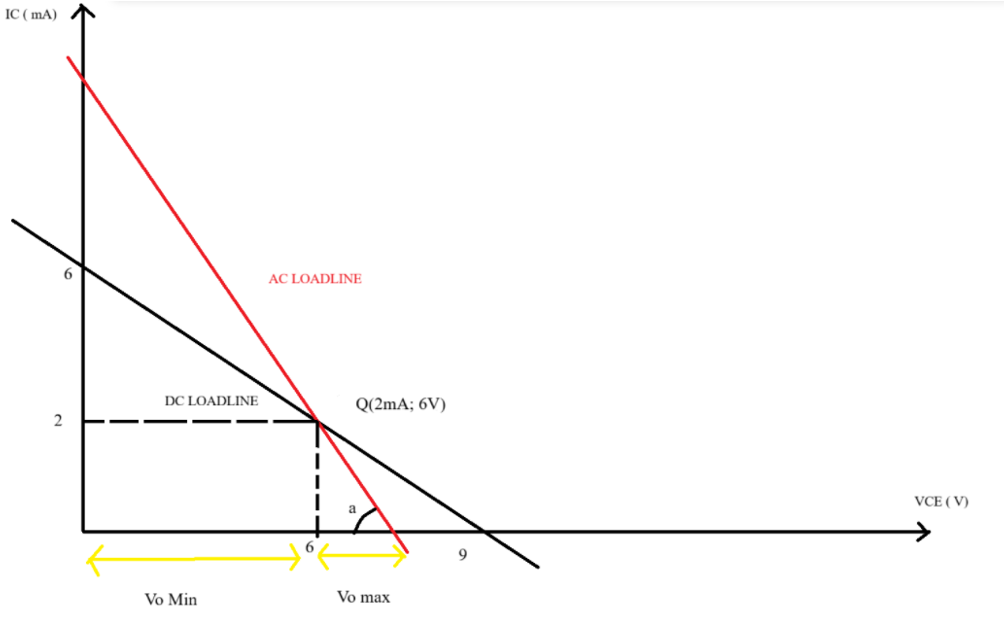 IC ( mA)
6
AC LOADLINE
DC LOADLINE
Q(2mA; 6V)
2
a
VCE ( V)
6
9
Vo Min
Vo max